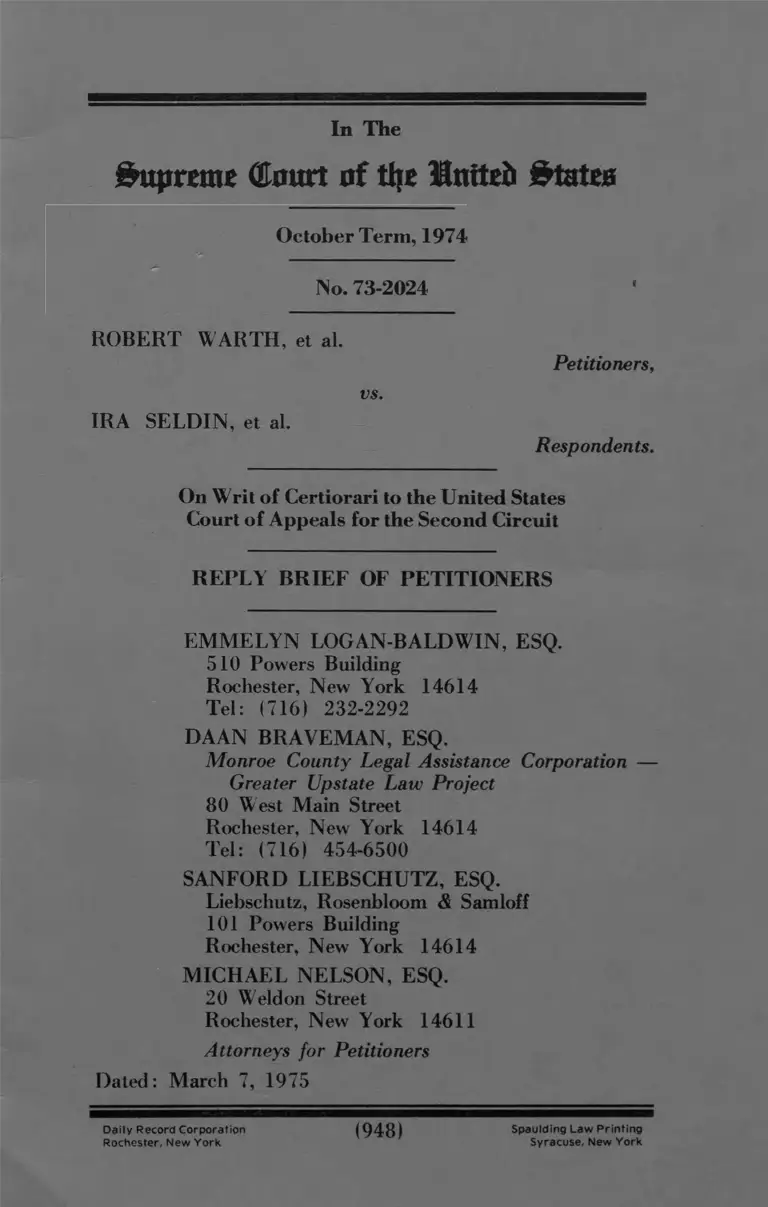 In The
Supreme Court of the United States
October Term, 1974
No. 73-2024
ROBERT WARTH, et al.
Petitioners,
vs.
IRA SELDIN, et al.
Respondents.
On Writ of Certiorari to the United States
Court of Appeals for the Second Circuit
REPLY BRIEF OF PETITIONERS
EMMELYN LOGAN-BALDWIN, ESQ.
510 Powers Building
Rochester, New York 14614
Tel: (716) 232-2292
DAAN BRAVEMAN, ESQ.
Monroe County Legal Assistance Corporation —
Greater Upstate Law Project
80 West Main Street
Rochester, New York 14614
Tel: (716) 454-6500
SANFORD LIEBSCHUTZ, ESQ.
Liebschutz, Rosenbloom & Samloff
101 Powers Building
Rochester, New York 14614
MICHAEL NELSON, ESQ.
20 Weldon Street
Rochester, New York 14611
Attorneys for Petitioners
Dated: March 7, 1975
Daily Record Corporation (948) Spaulding Law Printing
Rochester, New York Syracuse, New York